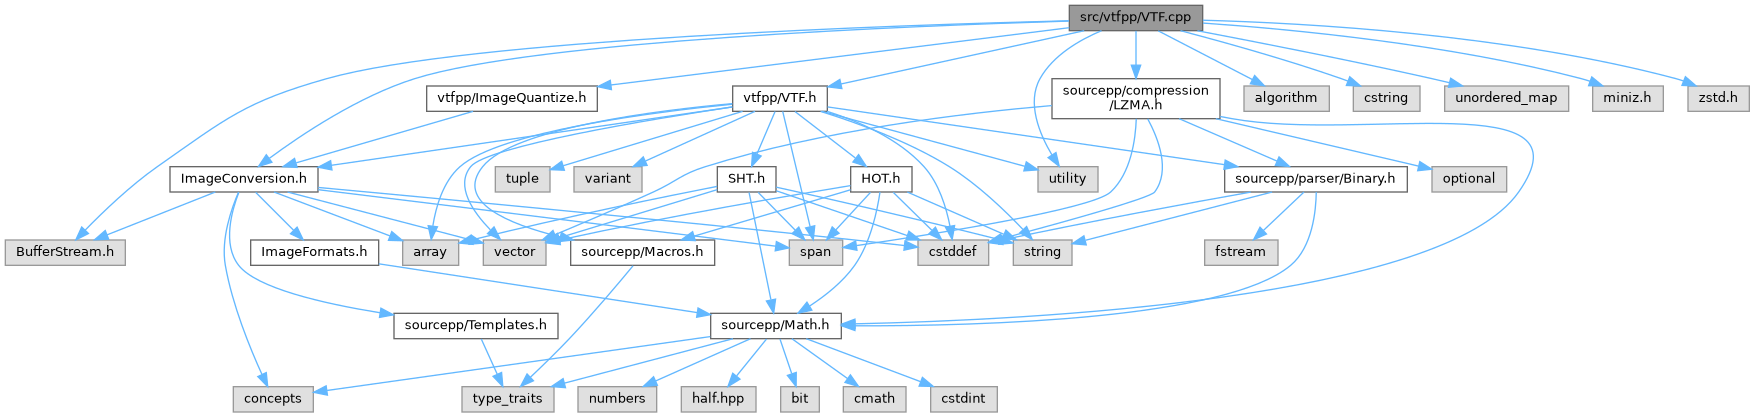 src/vtfpp/VTF.cpp
vtfpp/ImageQuantize.h
vtfpp/VTF.h
sourcepp/compression
/LZMA.h
algorithm
cstring
unordered_map
miniz.h
zstd.h
ImageConversion.h
tuple
variant
SHT.h
HOT.h
utility
sourcepp/parser/Binary.h
optional
BufferStream.h
ImageFormats.h
array
vector
sourcepp/Macros.h
span
cstddef
string
fstream
sourcepp/Templates.h
sourcepp/Math.h
concepts
type_traits
numbers
half.hpp
bit
cmath
cstdint